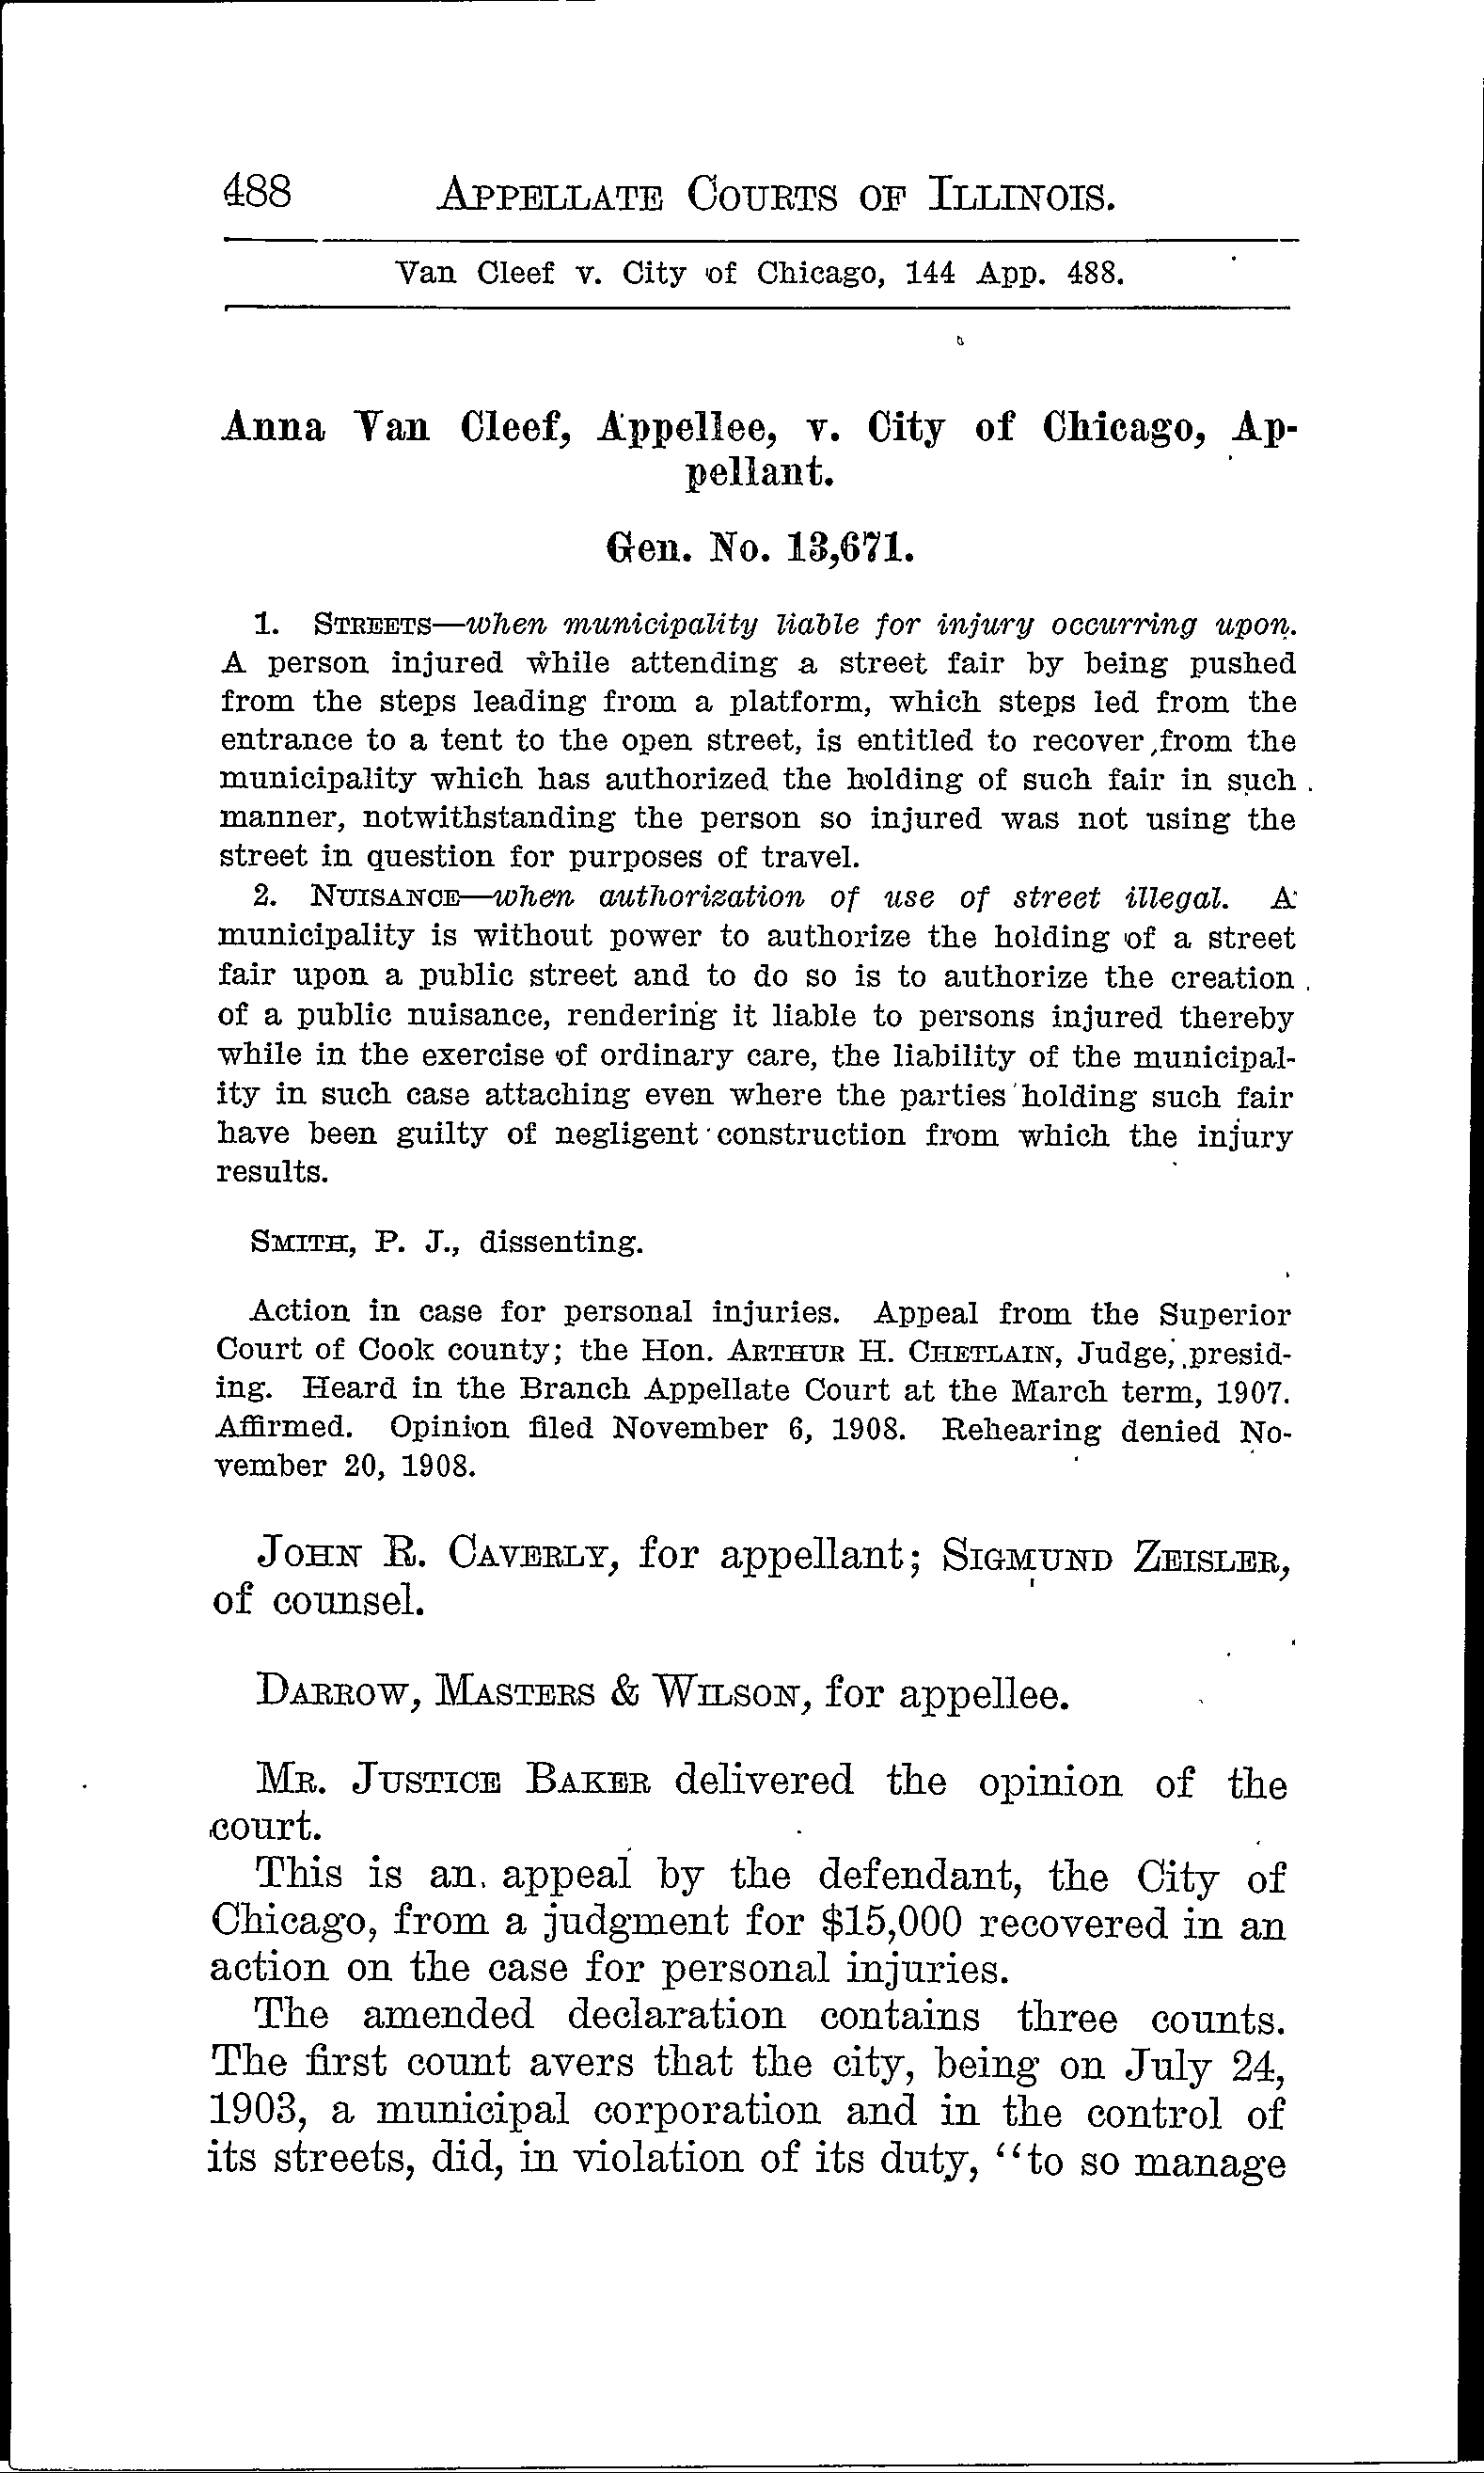 488 APPELLATE COURTS OF ILLINOIS.
Van Cleef v. City of Chicago, 144 App. 488.
Anna Van Cleef, Appellee, v. City of Chicago, Ap-
pellant.
Gen. No. 13,671.
1. STREETS—when municipality liable for injury occurring upon.
A person injured while attending a street fair by being pushed
from the steps leading from a platform, which steps led from the
entrance to a tent to the open street, is entitled to recover from the
municipality which has authorized the holding of such fair in such
manner, notwithstanding the person so injured was not using the
street in question for purposes of travel.
2. NUISANCE—when authorization of use of street illegal. A
municipality is without power to authorize the holding of a street
fair upon a public street and to do so is to authorize the creation
of a public nuisance, rendering it liable to persons injured thereby
while in the exercise of ordinary care, the liability of the municipal-
ity in such case attaching even where the parties holding such fair
have been guilty of negligent construction from which the injury
results.
SMITH, P. J., dissenting.
Action in case for personal injuries. Appeal from the Superior
Court of Cook county; the Hon. ARTHUR H. CHETLAIN, Judge, presid-
ing. Heard in the Branch Appellate Court at the March term, 1907.
Affirmed. Opinion filed November 6, 1908. Rehearing denied No-
vember 20, 1908.
JOHN R. CAVERLY, for appellant; SIGMUND ZEISLER,
of counsel.
DARROW, MASTERS & WILSON, for appellee.
MR. JUSTICE BAKER delivered the opinion of the
court.
This is an appeal by the defendant, the City of
Chicago, from a judgment for $15,000 recovered in an
action on the case for personal injuries.
The amended declaration contains three counts.
The first count avers that the city, being on July 24,
1903, a municipal corporation and in the control of
its streets, did, in violation of its duty, "to so manage